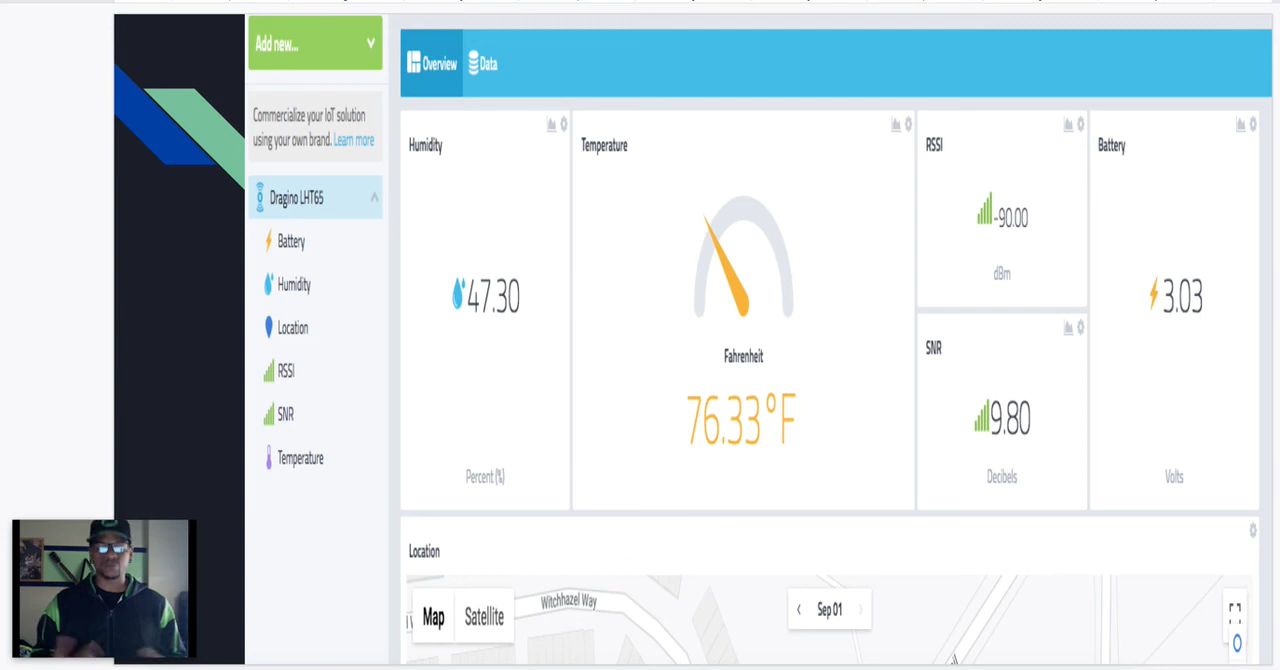 Add new...
Commercialize your IoT solution
using your own brand. Learn more
Dragino LHT65
Battery
Humidity
Location
RSSI
SNR
Temperature
Overview
Data
Humidity
47.30
Percent (%)
Temperature
Fahrenheit
76.33°F
RSSI
-90.00
dBm
SNR
9.80
Decibels
Battery
3.03
Volts
Location
Map
Satellite
Witchhazel Way
Sep 01